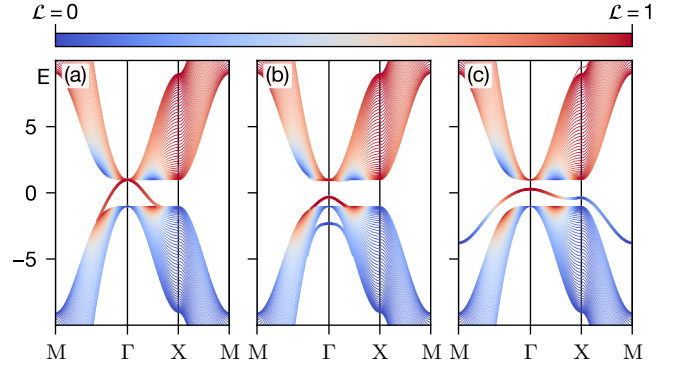 ℒ = 0 ℒ = 1
E (a) (b) (c)
5
0
−5
M Γ X M M Γ X M M Γ X M